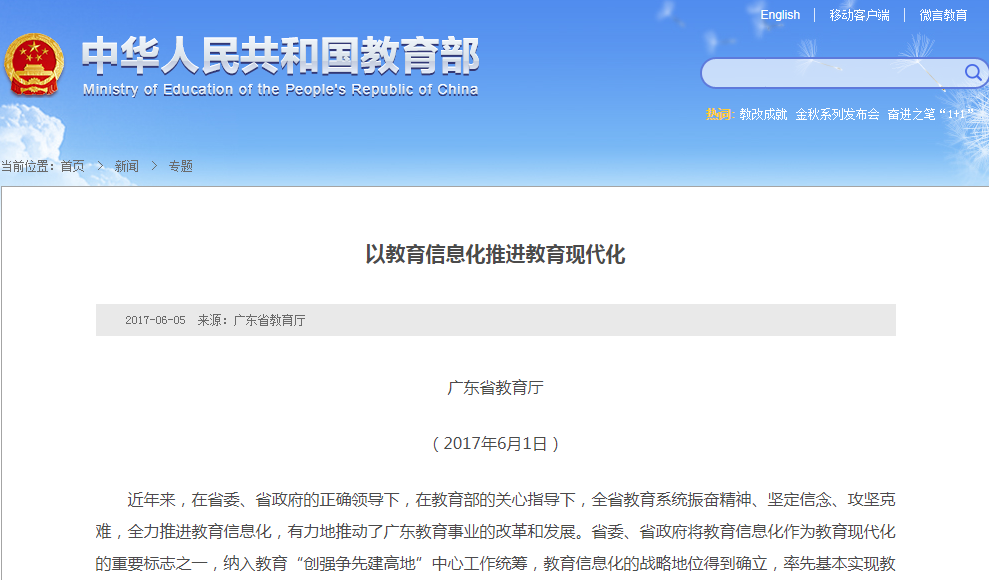 English | 移动客户端 | 微言教育
中华人民共和国教育部
Ministry of Education of the People's Republic of China
热词: 教改成就 金秋系列发布会 奋进之笔“1+1”
当前位置：首页 > 新闻 > 专题
以教育信息化推进教育现代化
2017-06-05 来源：广东省教育厅
广东省教育厅
（2017年6月1日）
近年来，在省委、省政府的正确领导下，在教育部的关心指导下，全省教育系统振奋精神、坚定信念、攻坚克
难，全力推进教育信息化，有力地推动了广东教育事业的改革和发展。省委、省政府将教育信息化作为教育现代化
的重要标志之一，纳入教育“创强争先建高地”中心工作统筹，教育信息化的战略地位得到确立，率先基本实现教